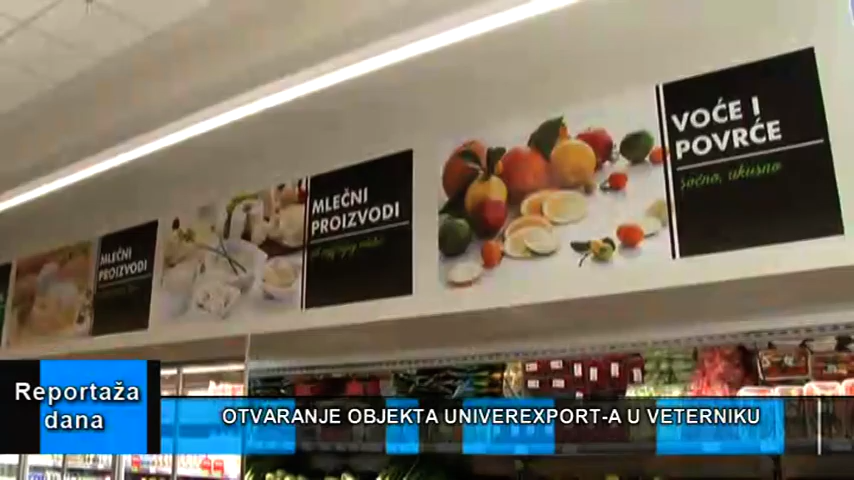 VOĆE I
POVRĆE
sočno, ukusno
MLEČNI
PROIZVODI
MLEČNI
PROIZVODI
Reportaža
dana
OTVARANJE OBJEKTA UNIVEREXPORT-A U VETERNIKU